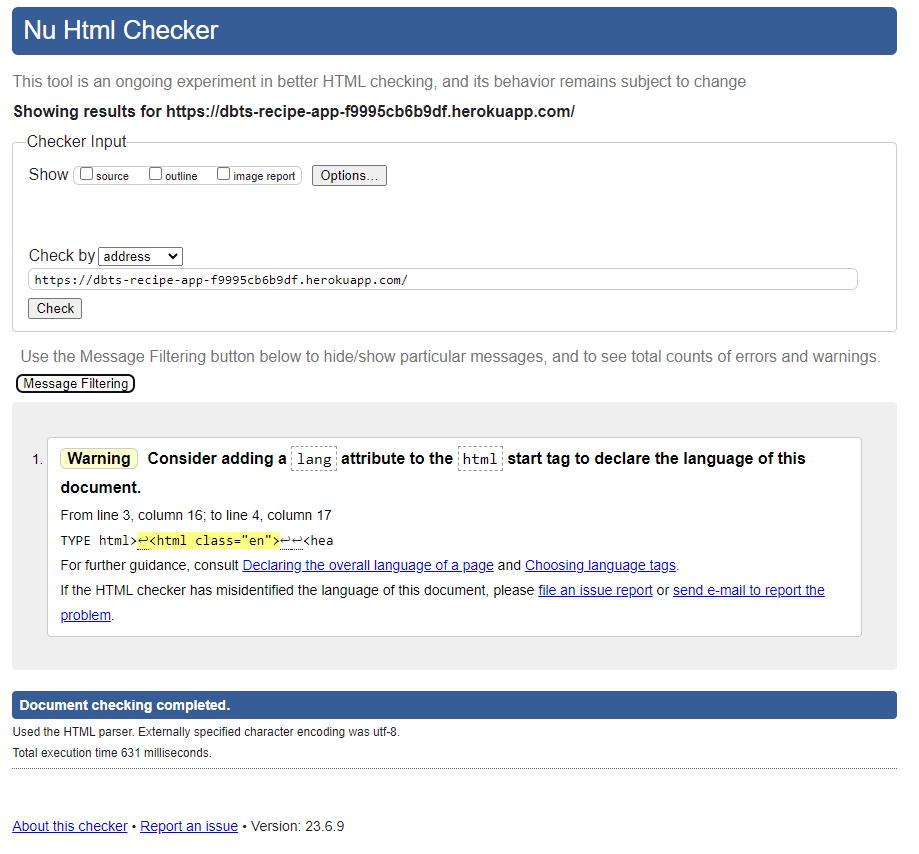 Nu Html Checker
This tool is an ongoing experiment in better HTML checking, and its behavior remains subject to change
Showing results for https://dbts-recipe-app-f9995cb6b9df.herokuapp.com/
Checker Input
Show source outline image report Options...
Check by address
https://dbts-recipe-app-f9995cb6b9df.herokuapp.com/
Check
Use the Message Filtering button below to hide/show particular messages, and to see total counts of errors and warnings.
Message Filtering
1. Warning Consider adding a lang attribute to the html start tag to declare the language of this
document.
From line 3, column 16; to line 4, column 17
TYPE html>↩<html class="en">↩↩<hea
For further guidance, consult Declaring the overall language of a page and Choosing language tags.
If the HTML checker has misidentified the language of this document, please file an issue report or send e-mail to report the
problem.
Document checking completed.
Used the HTML parser. Externally specified character encoding was utf-8.
Total execution time 631 milliseconds.
About this checker • Report an issue • Version: 23.6.9